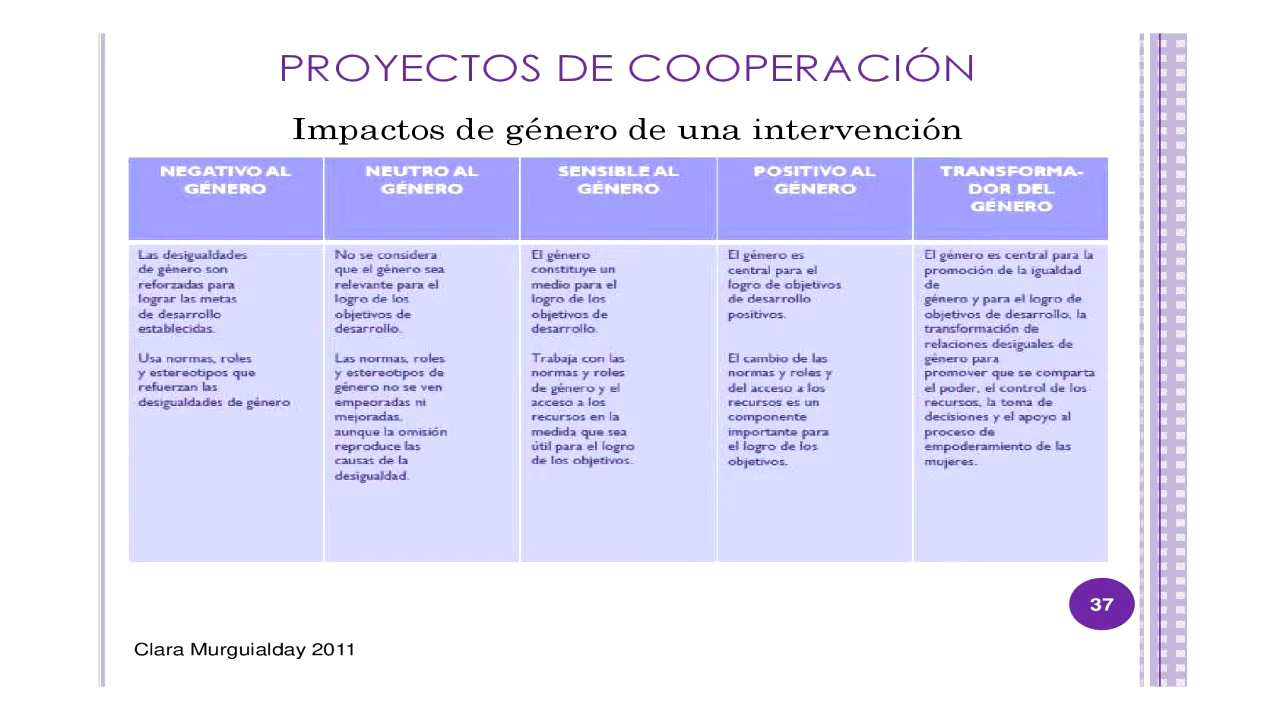 PROYECTOS DE COOPERACIÓN
Impactos de género de una intervención
NEGATIVO AL
GÉNERO
NEUTRO AL
GÉNERO
SENSIBLE AL
GÉNERO
POSITIVO AL
GÉNERO
TRANSFORMA-
DOR DEL
GÉNERO
Las desigualdades
de género son
reforzadas para
lograr las metas
de desarrollo
establecidas.
Usa normas, roles
y estereotipos que
refuerzan las
desigualdades de género
No se considera
que el género sea
relevante para el
logro de los
objetivos de
desarrollo.
Las normas, roles
y estereotipos de
género no se ven
empeoradas ni
mejoradas,
aunque la omisión
reproduce las
causas de la
desigualdad.
El género
constituye un
medio para el
logro de los
objetivos de
desarrollo.
Trabaja con las
normas y roles
de género y el
acceso a los
recursos en la
medida que sea
útil para el logro
de los objetivos.
El género es
central para el
logro de objetivos
de desarrollo
positivos.
El cambio de las
normas y roles y
del acceso a los
recursos es un
componente
importante para
el logro de los
objetivos.
El género es central para la
promoción de la igualdad
de
género y para el logro de
objetivos de desarrollo, la
transformación de
relaciones desiguales de
género para
promover que se comparta
el poder, el control de los
recursos, la toma de
decisiones y el apoyo al
proceso de
empoderamiento de las
mujeres.
37
Clara Murguialday 2011